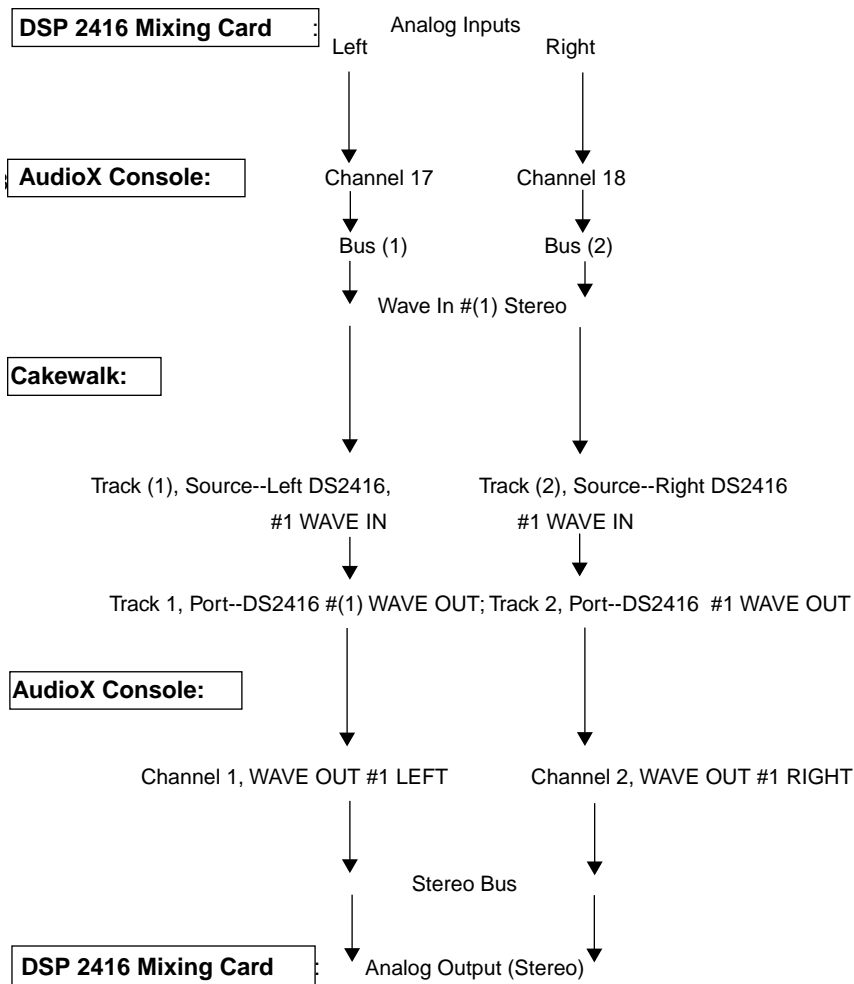 DSP 2416 Mixing Card : Analog Inputs
Left Right
AudioX Console: Channel 17 Channel 18
Bus (1) Bus (2)
Wave In #(1) Stereo
Cakewalk:
Track (1), Source--Left DS2416, Track (2), Source--Right DS2416
#1 WAVE IN #1 WAVE IN
Track 1, Port--DS2416 #(1) WAVE OUT; Track 2, Port--DS2416 #1 WAVE OUT
AudioX Console:
Channel 1, WAVE OUT #1 LEFT Channel 2, WAVE OUT #1 RIGHT
Stereo Bus
DSP 2416 Mixing Card : Analog Output (Stereo)